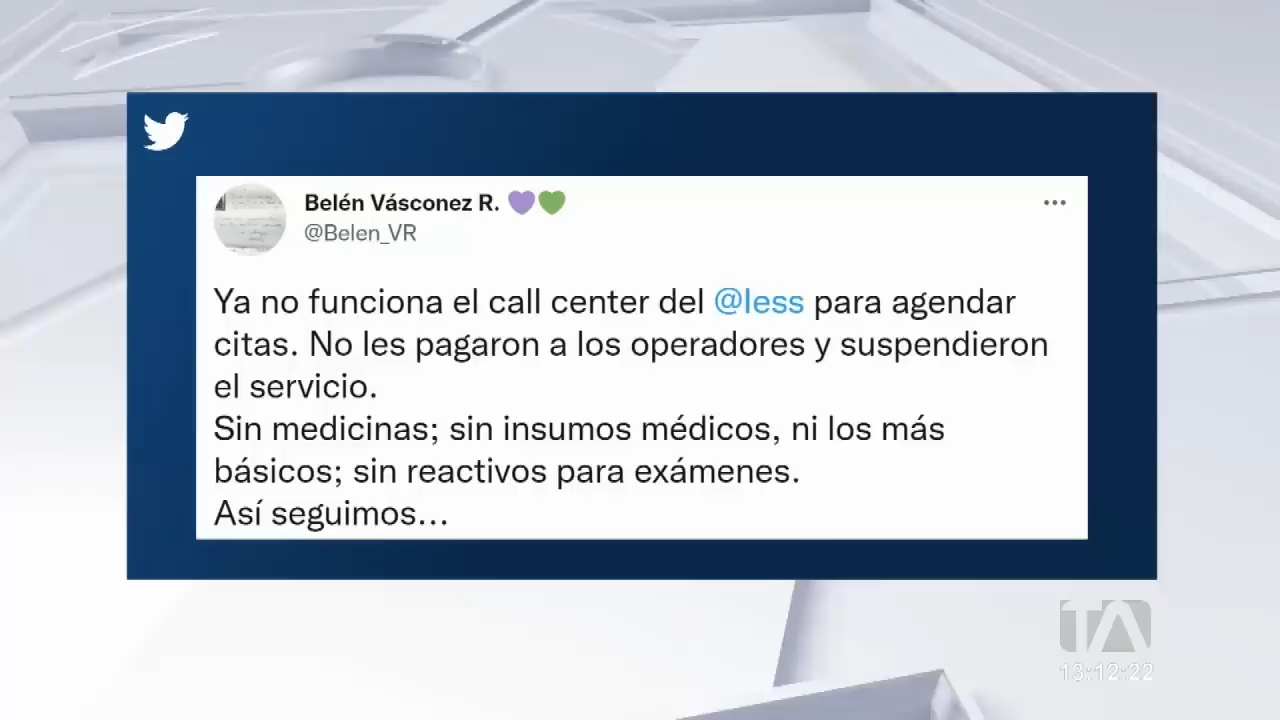 Belén Vásconez R. 💜💚
@Belen_VR
Ya no funciona el call center del @Iess para agendar
citas. No les pagaron a los operadores y suspendieron
el servicio.
Sin medicinas; sin insumos médicos, ni los más
básicos; sin reactivos para exámenes.
Así seguimos...
TA
13:12:22